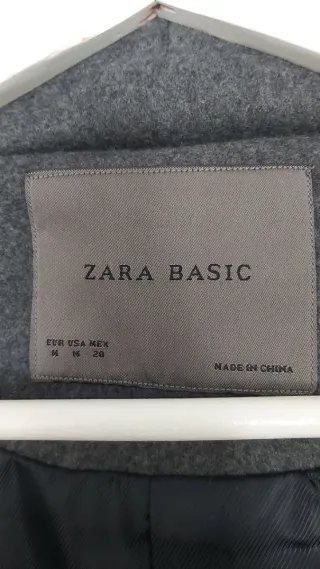 ZARA BASIC
EUR USA MEX
M M 28
MADE IN CHINA